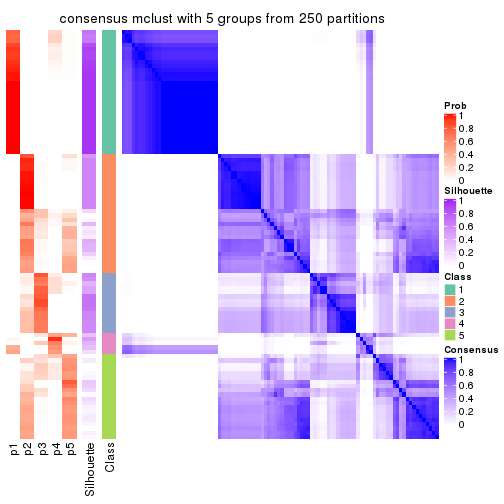 consensus mclust with 5 groups from 250 partitions
Prob
1
0.8
0.6
0.4
0.2
0
Silhouette
1
0.8
0.6
0.4
0.2
0
Class
1
2
3
4
5
Consensus
1
0.8
0.6
0.4
0.2
0
p1
p2
p3
p4
p5
Silhouette
Class